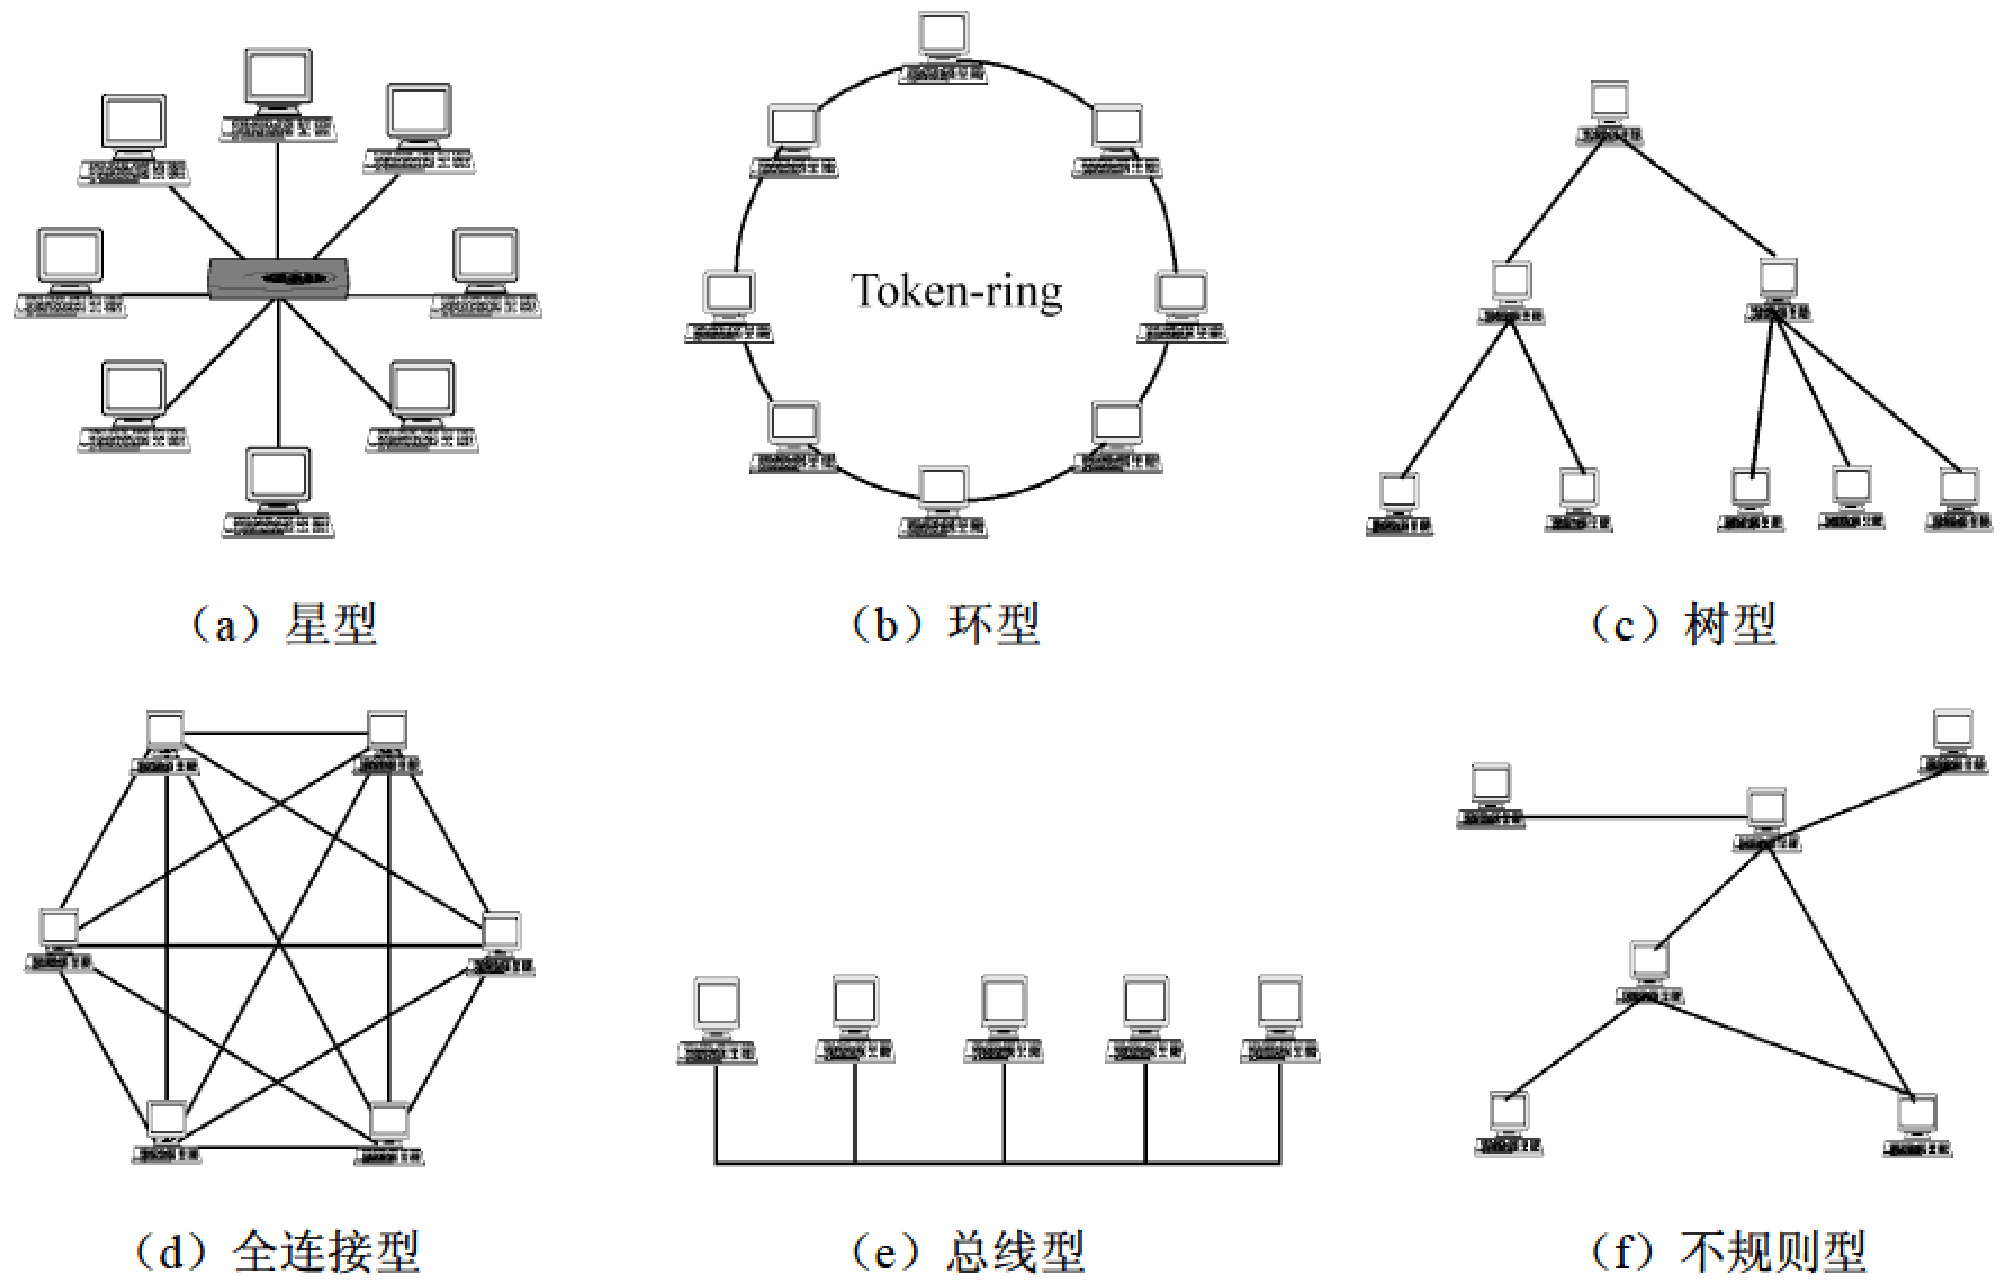 Token-ring
（a）星型
（b）环型
（c）树型
（d）全连接型
（e）总线型
（f）不规则型